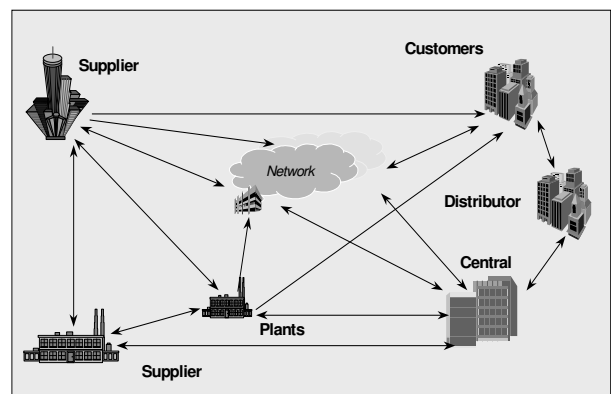 Customers
Supplier
Network
Distributor
Central
Plants
Supplier